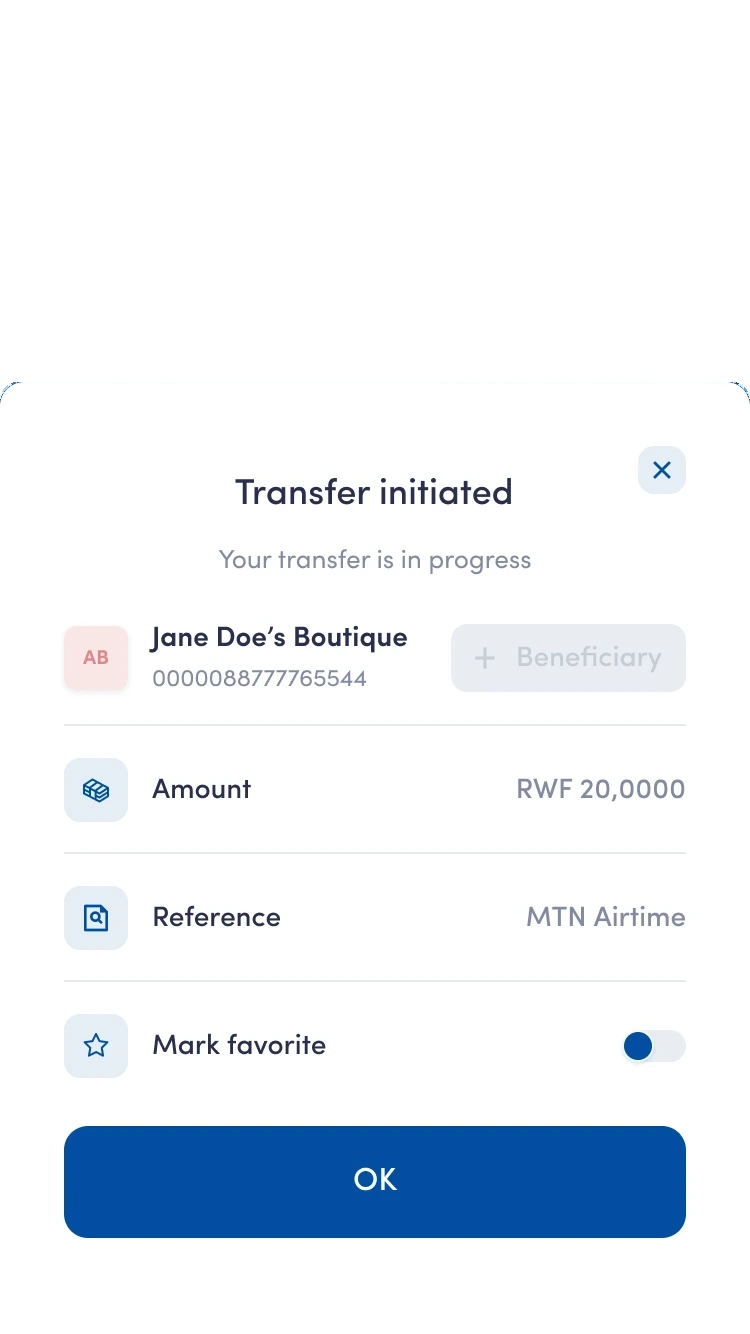 Transfer initiated
Your transfer is in progress
AB
Jane Doe’s Boutique
0000088777765544
Beneficiary
Amount
RWF 20,0000
Reference
MTN Airtime
Mark favorite
OK